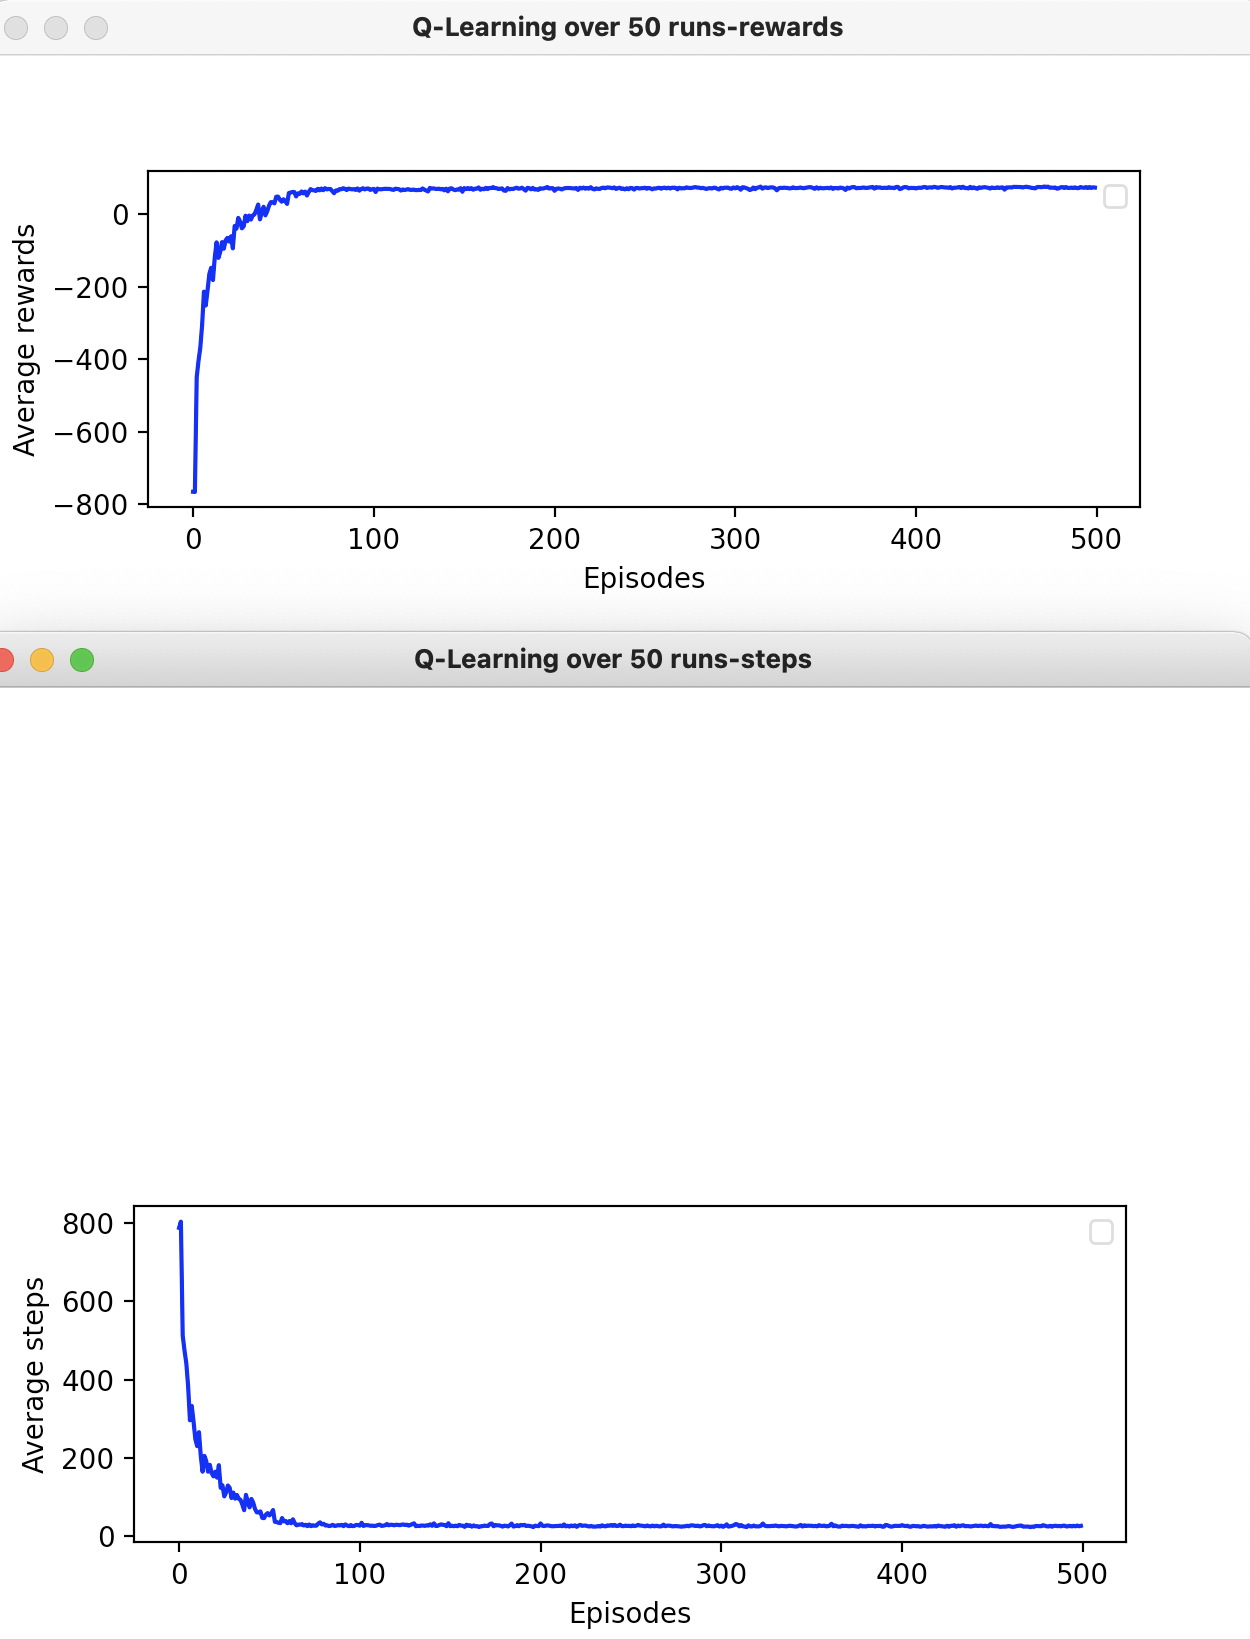 Q-Learning over 50 runs-rewards
0
−200
−400
−600
−800
Average rewards
0 100 200 300 400 500
Episodes
Q-Learning over 50 runs-steps
800
600
400
200
0
Average steps
0 100 200 300 400 500
Episodes